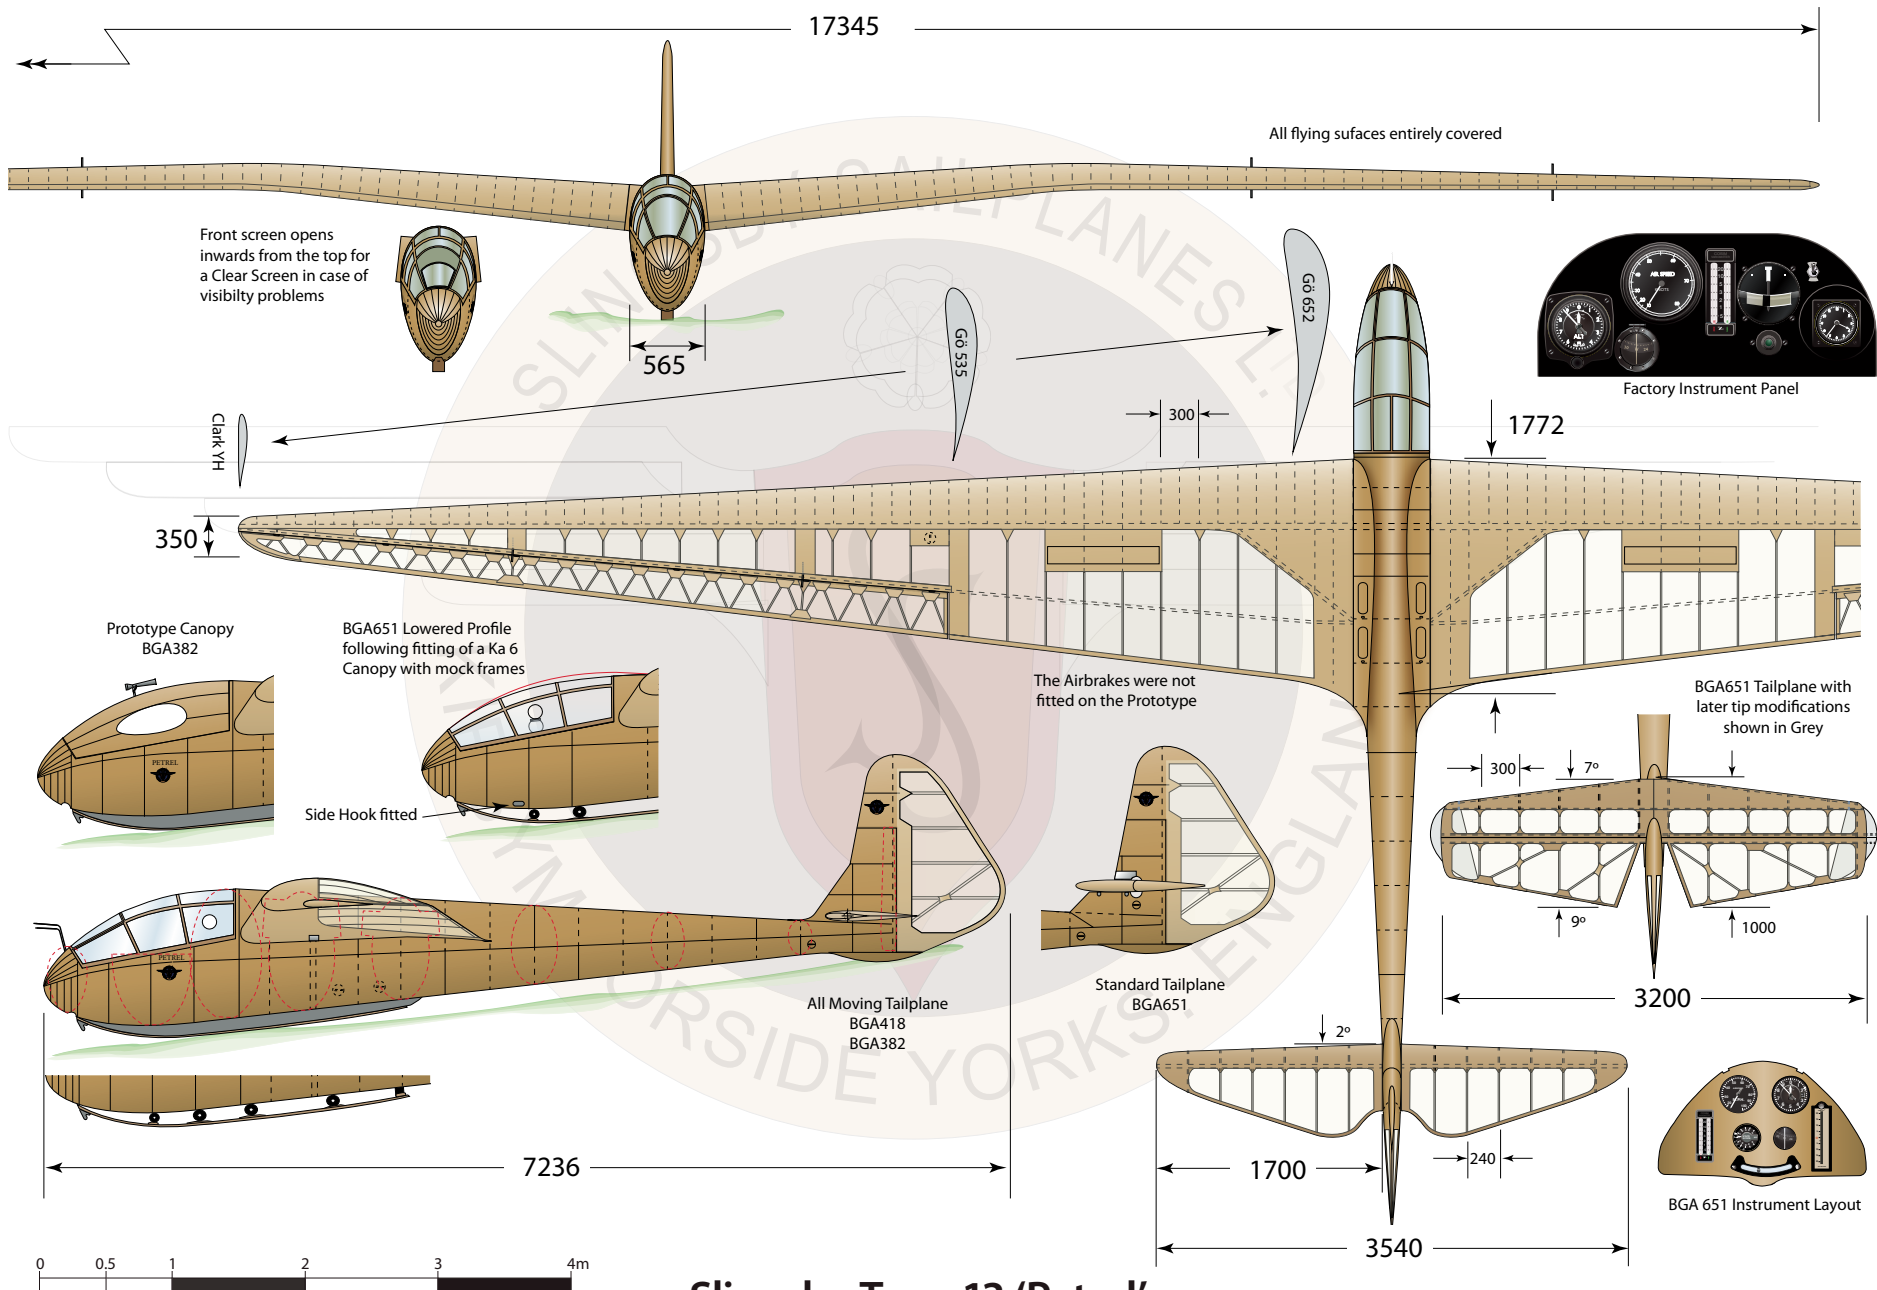 17345
All flying sufaces entirely covered
Front screen opens
inwards from the top for
a Clear Screen in case of
visibilty problems
565
Gö 535
Gö 652
Clark YH
Factory Instrument Panel
300
1772
350
Prototype Canopy
BGA382
BGA651 Lowered Profile
following fitting of a Ka 6
Canopy with mock frames
The Airbrakes were not
fitted on the Prototype
BGA651 Tailplane with
later tip modifications
shown in Grey
PETREL
Side Hook fitted
300
7º
9º
1000
3200
PETREL
All Moving Tailplane
BGA418
BGA382
Standard Tailplane
BGA651
2º
1700
240
3540
7236
BGA 651 Instrument Layout
0 0.5 1 2 3 4m